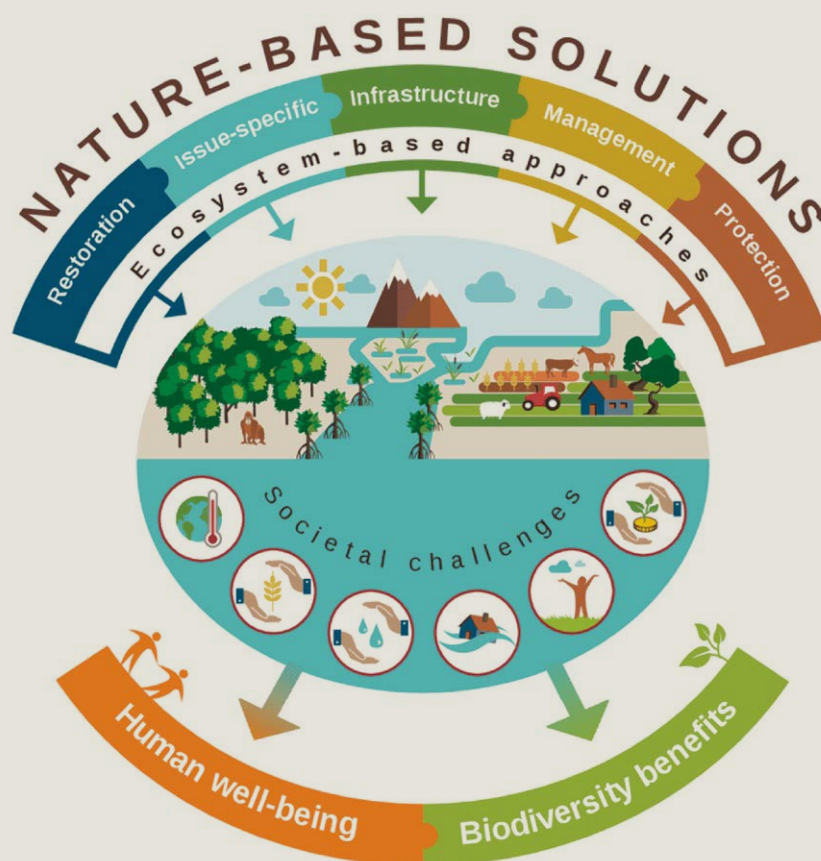 NATURE-BASED SOLUTIONS
Restoration
Issue-specific
Infrastructure
Management
Protection
Ecosystem-based approaches
Societal challenges
Human well-being
Biodiversity benefits